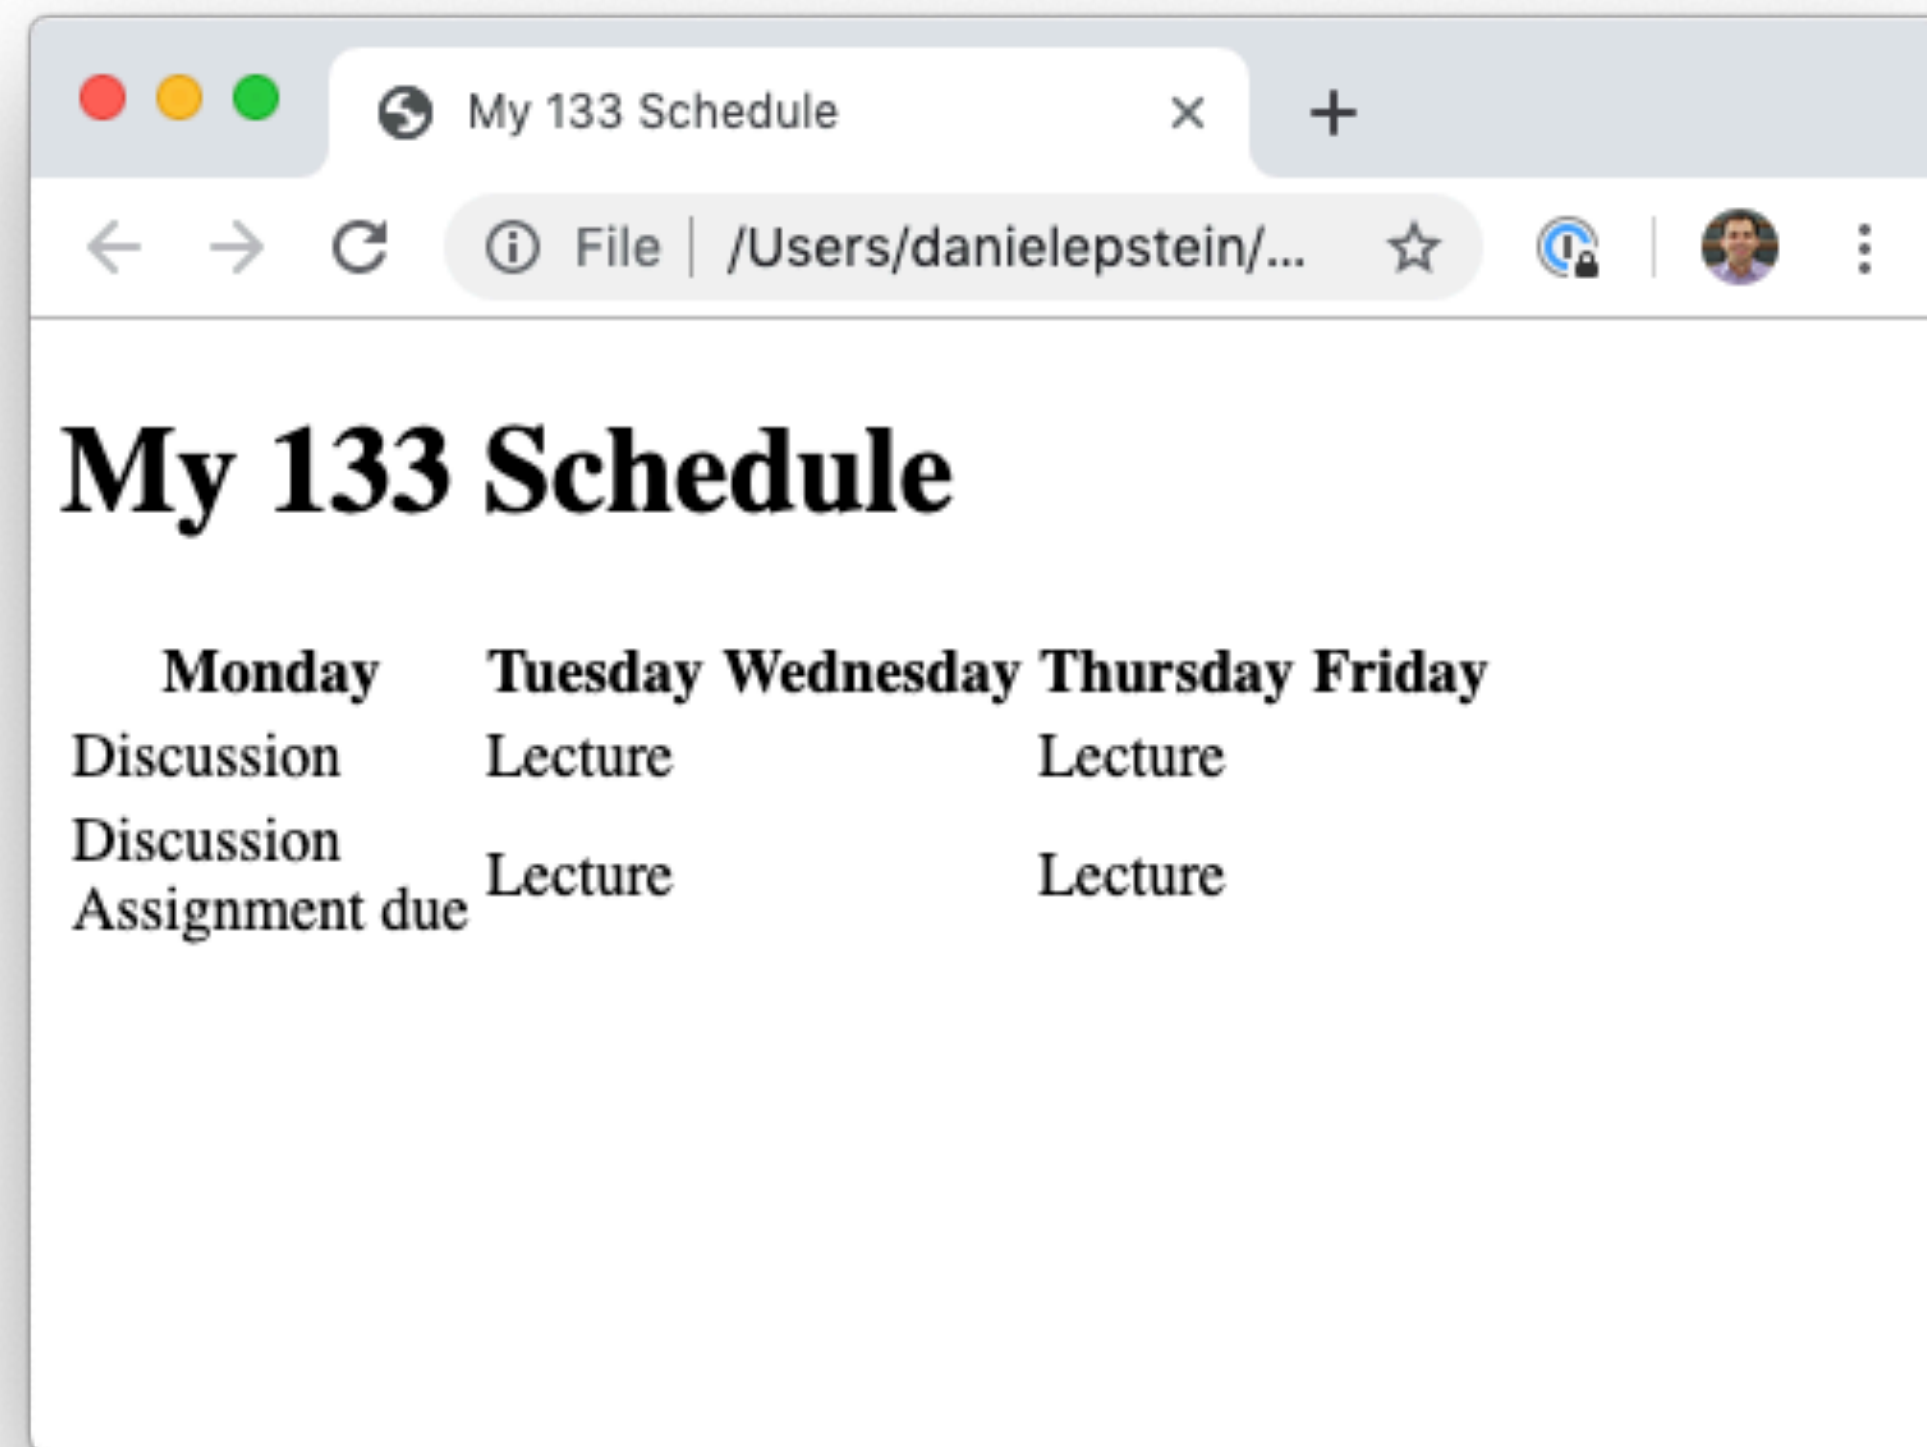 My 133 Schedule
File /Users/danielepstein/...
My 133 Schedule
Monday Tuesday Wednesday Thursday Friday
Discussion Lecture Lecture
Discussion
Assignment due Lecture Lecture